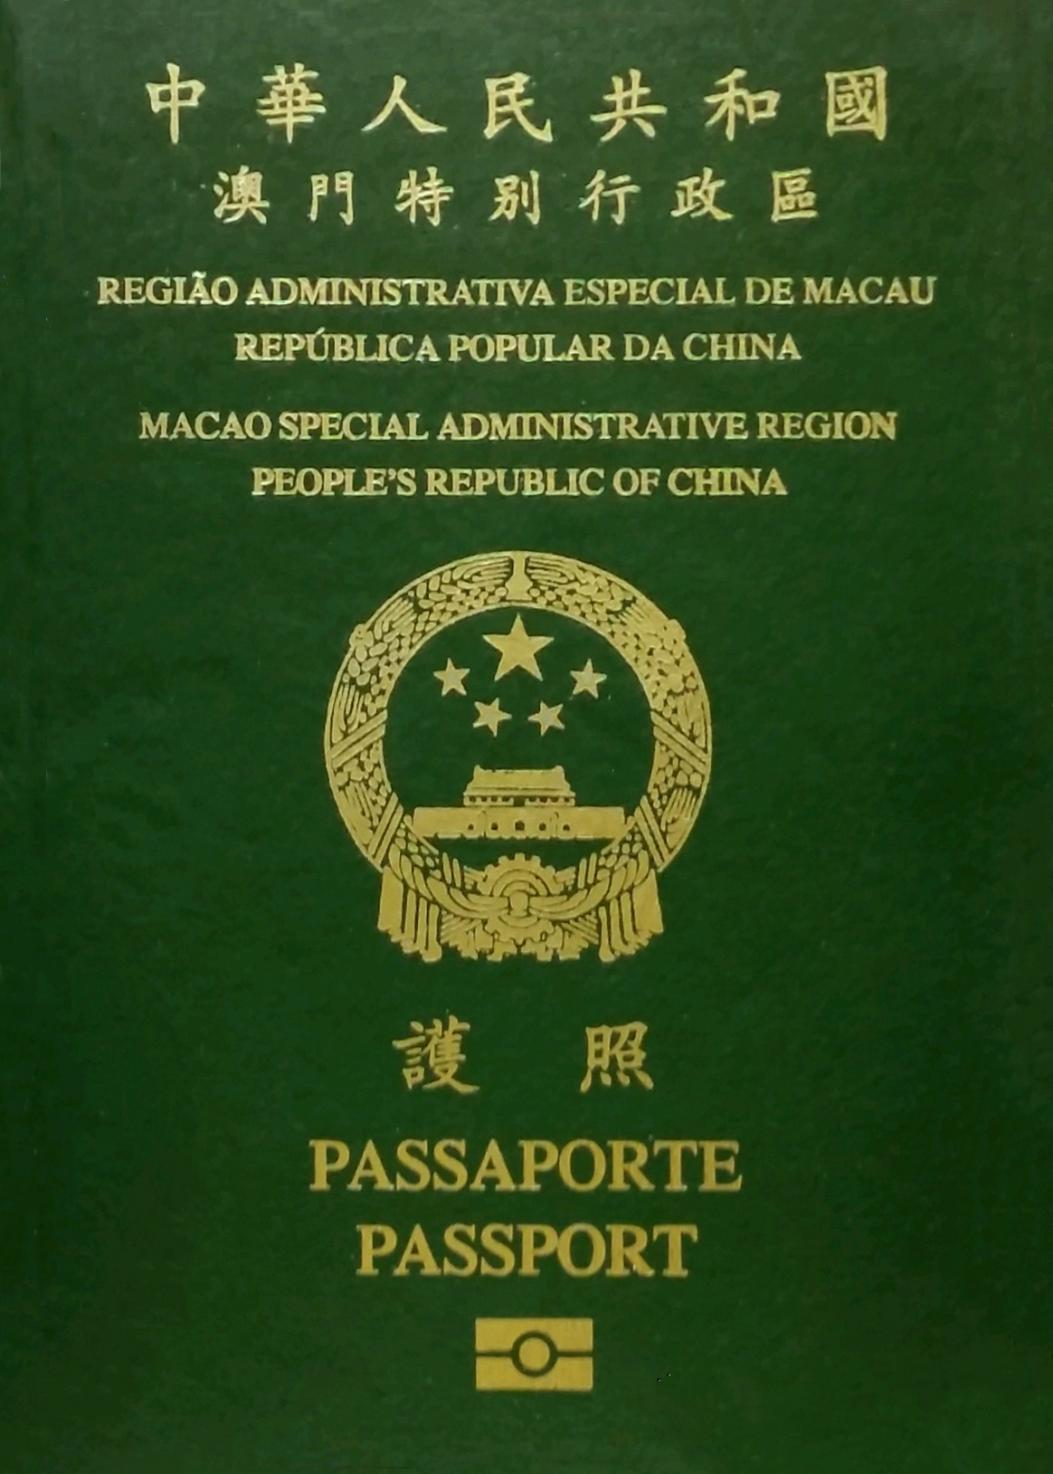 中華人民共和國
澳門特別行政區
REGIÃO ADMINISTRATIVA ESPECIAL DE MACAU
REPÚBLICA POPULAR DA CHINA
MACAO SPECIAL ADMINISTRATIVE REGION
PEOPLE'S REPUBLIC OF CHINA
護照
PASSAPORTE
PASSPORT